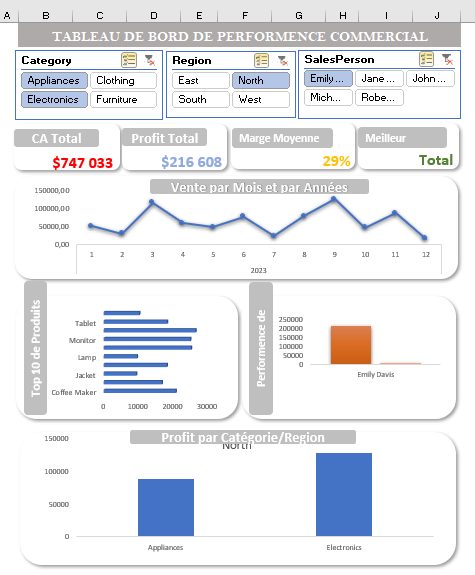 A B C D E F G H I J
TABLEAU DE BORD DE PERFORMENCE COMMERCIAL
Category Region SalesPerson
Appliances Clothing East North Emily... Jane ... John ...
Electronics Furniture South West Mich... Robe...
CA Total Profit Total Marge Moyenne Meilleur
$747 033 $216 608 29% Total
Vente par Mois et par Années
150000,00
100000,00
50000,00
0,00
1 2 3 4 5 6 7 8 9 10 11 12
2023
Top 10 de Produits
Tablet
Monitor
Lamp
Jacket
Coffee Maker
0 10000 20000 30000
Performence de
250000
200000
150000
100000
50000
0
Emily Davis
Profit par Catégorie/Region
North
150000
100000
50000
0
Appliances Electronics